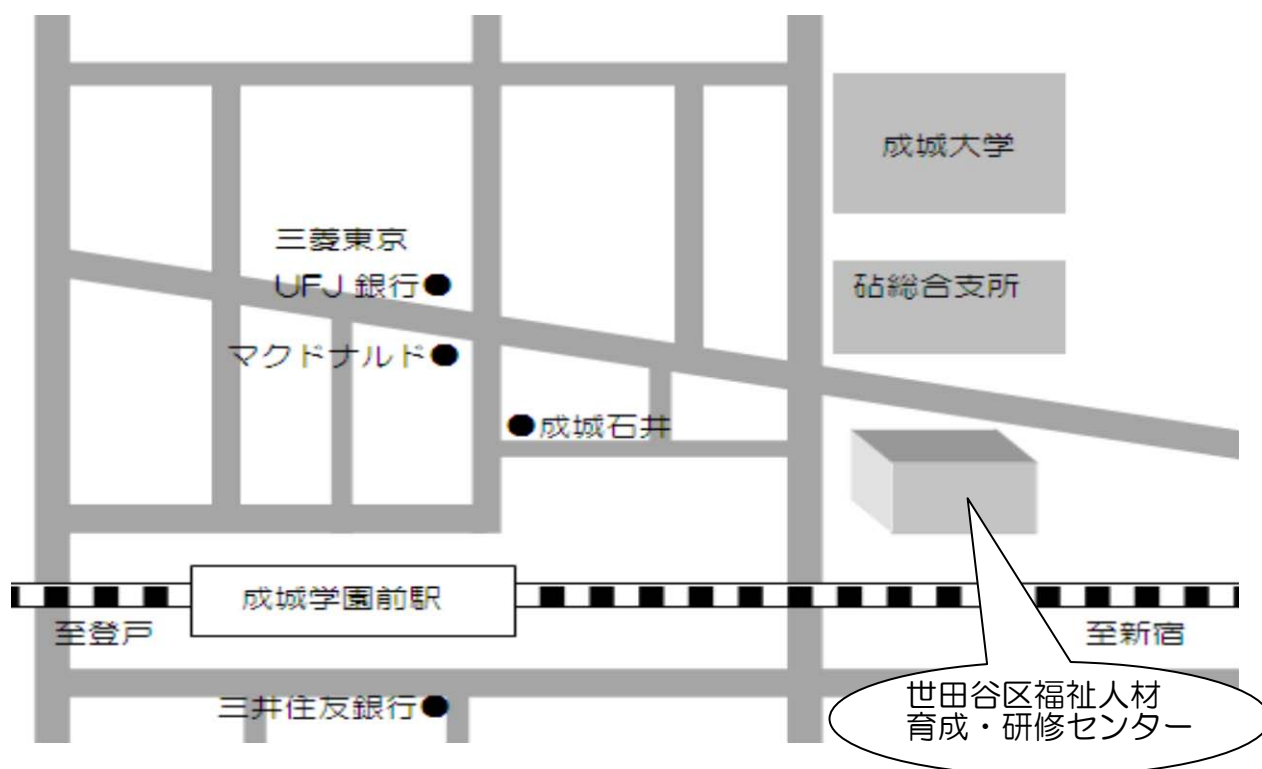 成城大学
三菱東京
UFJ 銀行●
砧総合支所
マクドナルド●
●成城石井
成城学園前駅
至登戸
至新宿
三井住友銀行●
世田谷区福祉人材
育成・研修センター